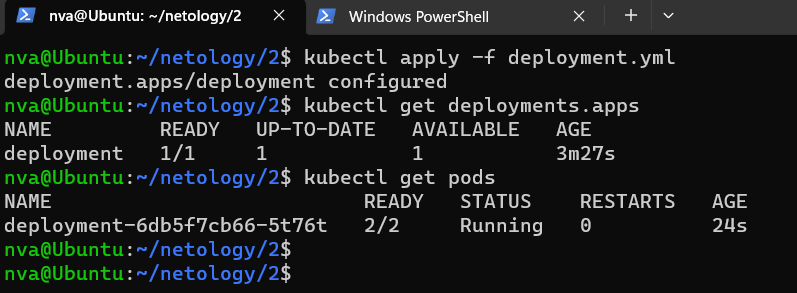 nva@Ubuntu: ~/netology/2 × Windows PowerShell × + ∨
nva@Ubuntu:~/netology/2$ kubectl apply -f deployment.yml
deployment.apps/deployment configured
nva@Ubuntu:~/netology/2$ kubectl get deployments.apps
NAME         READY   UP-TO-DATE   AVAILABLE   AGE
deployment   1/1     1            1           3m27s
nva@Ubuntu:~/netology/2$ kubectl get pods
NAME                          READY   STATUS    RESTARTS   AGE
deployment-6db5f7cb66-5t76t   2/2     Running   0          24s
nva@Ubuntu:~/netology/2$
nva@Ubuntu:~/netology/2$